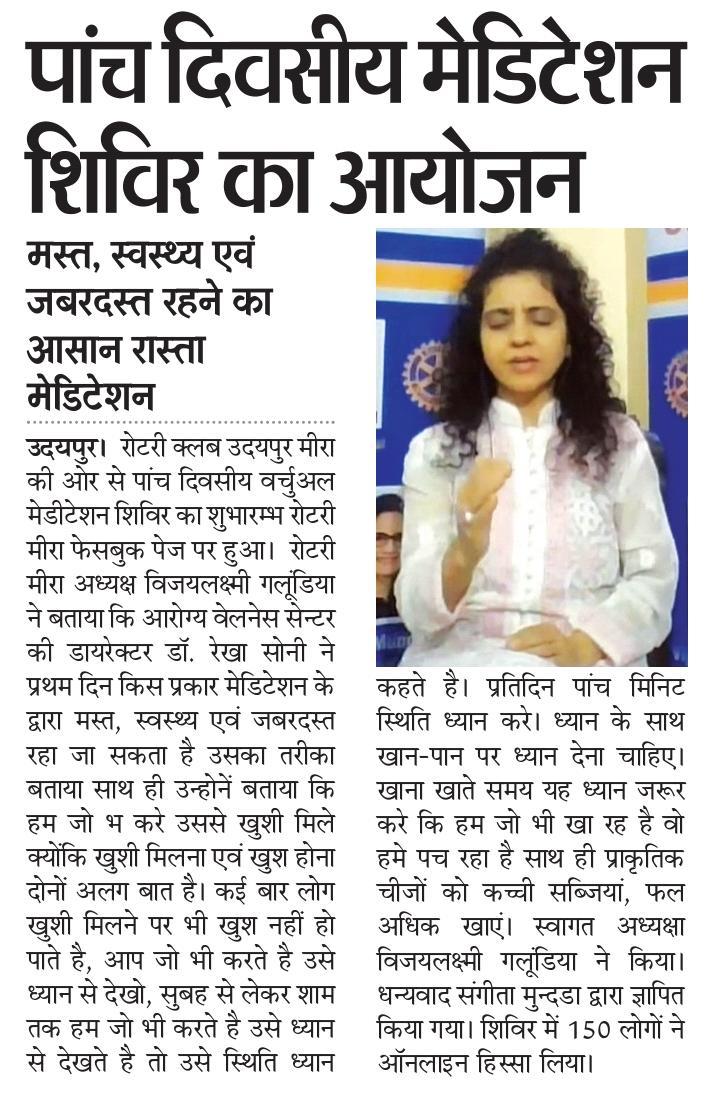 पांच दिवसीय मेडिटेशन
शिविर का आयोजन
मस्त, स्वस्थ्य एवं
जबरदस्त रहने का
आसान रास्ता
मेडिटेशन
उदयपुर। रोटरी क्लब उदयपुर मीरा
की ओर से पांच दिवसीय वर्चुअल
मेडीटेशन शिविर का शुभारम्भ रोटरी
मीरा फेसबुक पेज पर हुआ। रोटरी
मीरा अध्यक्ष विजयलक्ष्मी गलूंडिया
ने बताया कि आरोग्य वेलनेस सेन्टर
की डायरेक्टर डॉ. रेखा सोनी ने
प्रथम दिन किस प्रकार मेडिटेशन के
द्वारा मस्त, स्वस्थ्य एवं जबरदस्त
रहा जा सकता है उसका तरीका
बताया साथ ही उन्होनें बताया कि
हम जो भ करे उससे खुशी मिले
क्योंकि खुशी मिलना एवं खुश होना
दोनों अलग बात है। कई बार लोग
खुशी मिलने पर भी खुश नहीं हो
पाते है, आप जो भी करते है उसे
ध्यान से देखो, सुबह से लेकर शाम
तक हम जो भी करते है उसे ध्यान
से देखते है तो उसे स्थिति ध्यान
कहते है। प्रतिदिन पांच मिनिट
स्थिति ध्यान करे। ध्यान के साथ
खान-पान पर ध्यान देना चाहिए।
खाना खाते समय यह ध्यान जरूर
करे कि हम जो भी खा रह है वो
हमे पच रहा है साथ ही प्राकृतिक
चीजों को कच्ची सब्जियां, फल
अधिक खाएं। स्वागत अध्यक्षा
विजयलक्ष्मी गलूंडिया ने किया।
धन्यवाद संगीता मुन्दडा द्वारा ज्ञापित
किया गया। शिविर में 150 लोगों ने
ऑनलाइन हिस्सा लिया।